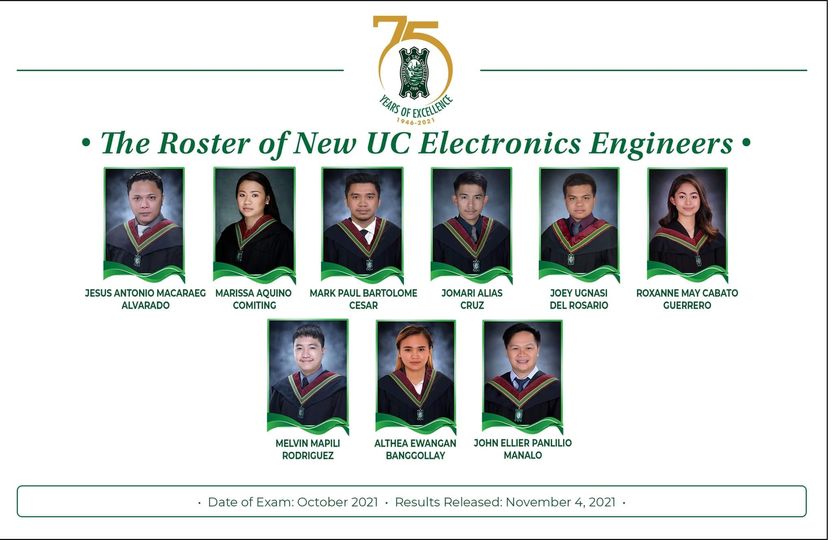 75
YEARS OF EXCELLENCE
1946-2021
• The Roster of New UC Electronics Engineers •
JESUS ANTONIO MACARAEG
ALVARADO
MARISSA AQUINO
COMITING
MARK PAUL BARTOLOME
CESAR
JOMARI ALIAS
CRUZ
JOEY UGNASI
DEL ROSARIO
ROXANNE MAY CABATO
GUERRERO
MELVIN MAPILI
RODRIGUEZ
ALTHEA EWANGAN
BANGGOLLAY
JOHN ELLIER PANLILIO
MANALO
• Date of Exam: October 2021 • Results Released: November 4, 2021 •